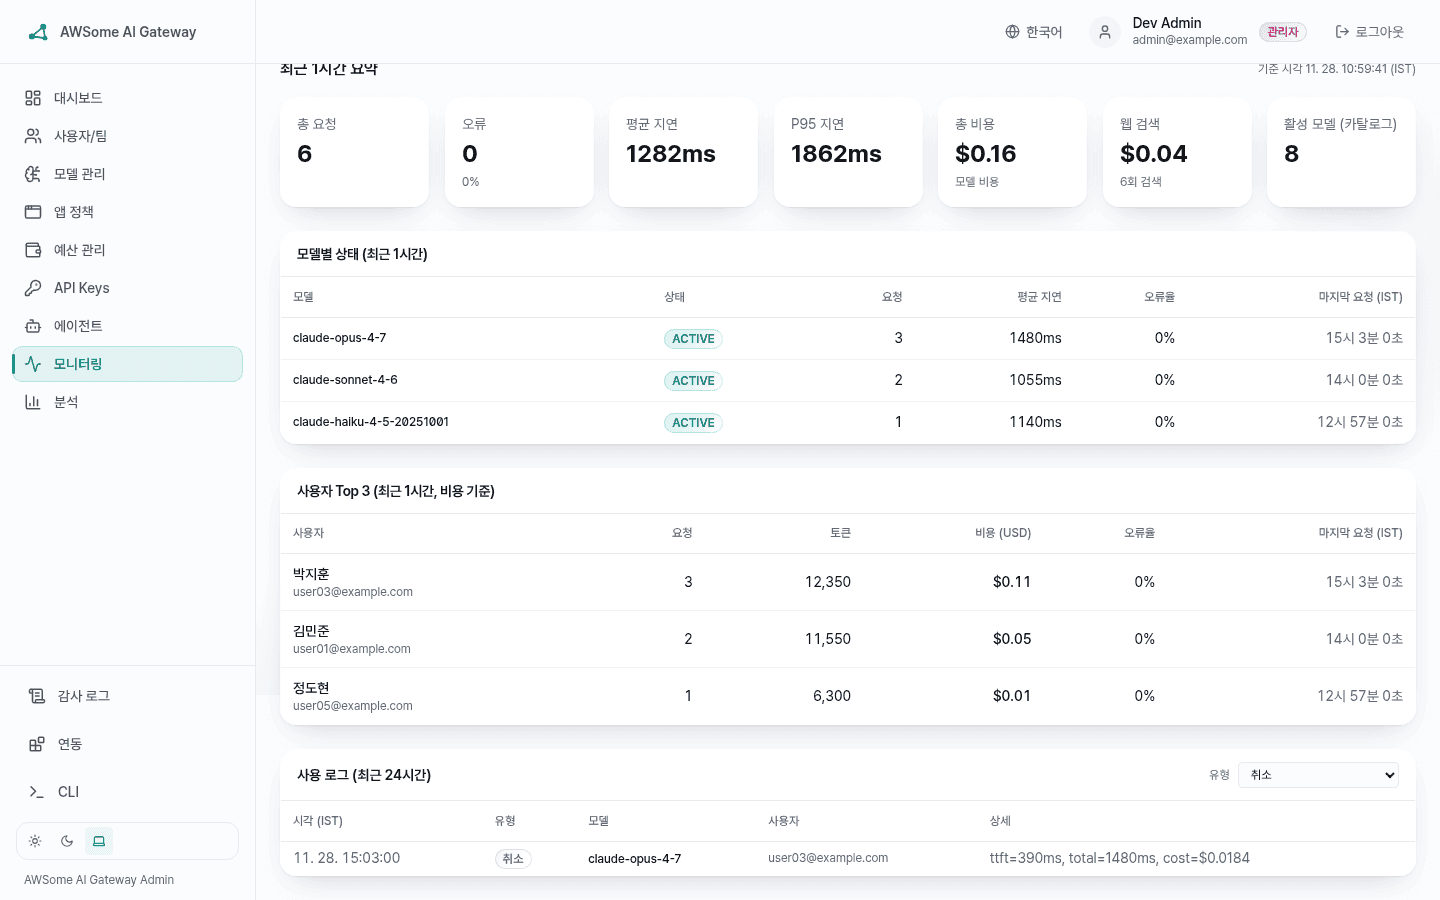 AWSome AI Gateway
한국어
Dev Admin
admin@example.com
관리자
로그아웃
대시보드
사용자/팀
모델 관리
앱 정책
예산 관리
API Keys
에이전트
모니터링
분석
감사 로그
연동
CLI
AWSome AI Gateway Admin
최근 1시간 요약
기준 시각 11. 28. 10:59:41 (IST)
총 요청
6
오류
0
0%
평균 지연
1282ms
P95 지연
1862ms
총 비용
$0.16
모델 비용
웹 검색
$0.04
6회 검색
활성 모델 (카탈로그)
8
모델별 상태 (최근 1시간)
모델 상태 요청 평균 지연 오류율 마지막 요청 (IST)
claude-opus-4-7 ACTIVE 3 1480ms 0% 15시 3분 0초
claude-sonnet-4-6 ACTIVE 2 1055ms 0% 14시 0분 0초
claude-haiku-4-5-20251001 ACTIVE 1 1140ms 0% 12시 57분 0초
사용자 Top 3 (최근 1시간, 비용 기준)
사용자 요청 토큰 비용 (USD) 오류율 마지막 요청 (IST)
박지훈
user03@example.com
3 12,350 $0.11 0% 15시 3분 0초
김민준
user01@example.com
2 11,550 $0.05 0% 14시 0분 0초
정도현
user05@example.com
1 6,300 $0.01 0% 12시 57분 0초
사용 로그 (최근 24시간)
유형 취소
시각 (IST) 유형 모델 사용자 상세
11. 28. 15:03:00 취소 claude-opus-4-7 user03@example.com ttft=390ms, total=1480ms, cost=$0.0184